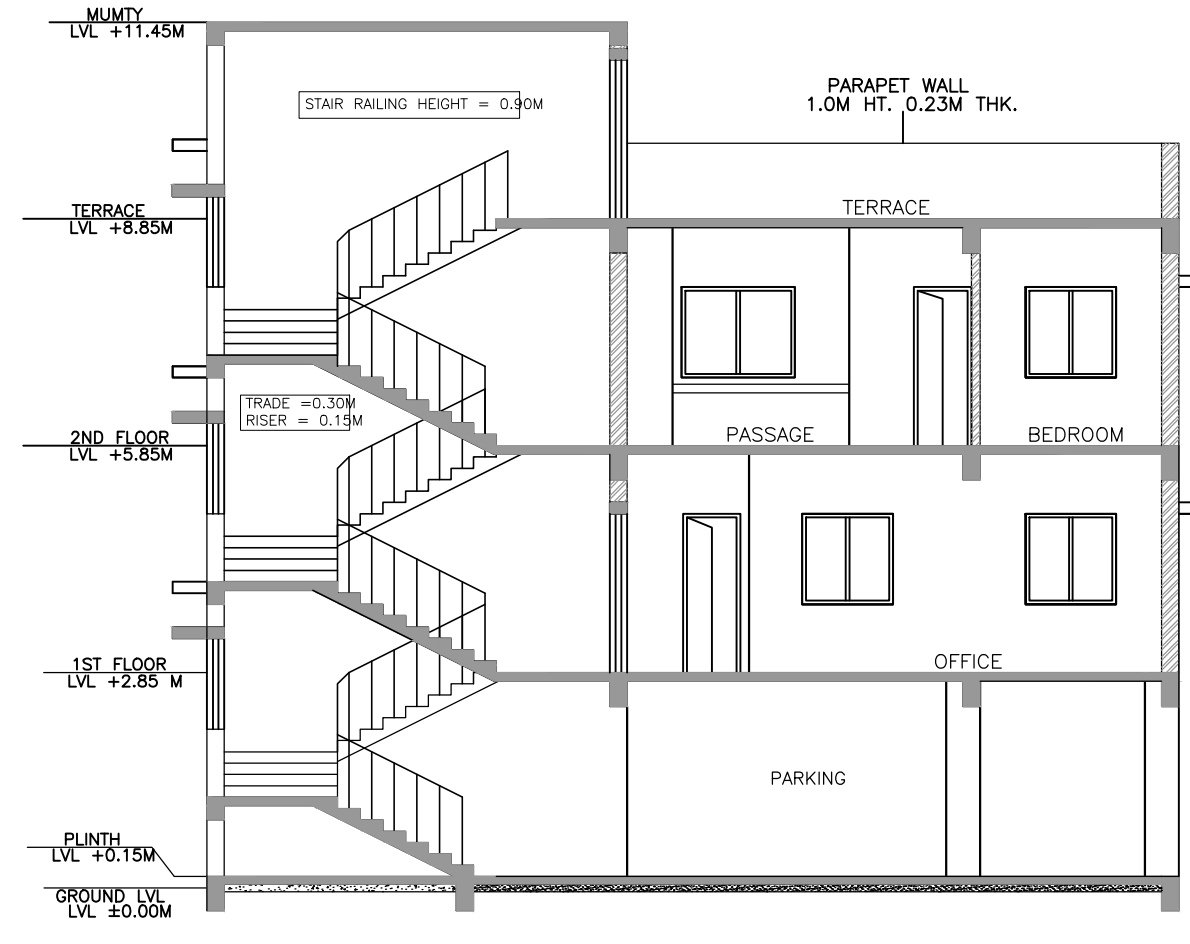 MUMTY
LVL +11.45M
PARAPET WALL
1.0M HT. 0.23M THK.
STAIR RAILING HEIGHT = 0.90M
TERRACE
LVL +8.85M
TERRACE
TRADE =0.30M
RISER = 0.15M
2ND FLOOR
LVL +5.85M
PASSAGE
BEDROOM
1ST FLOOR
LVL +2.85 M
OFFICE
PARKING
PLINTH
LVL +0.15M
GROUND LVL
LVL ±0.00M